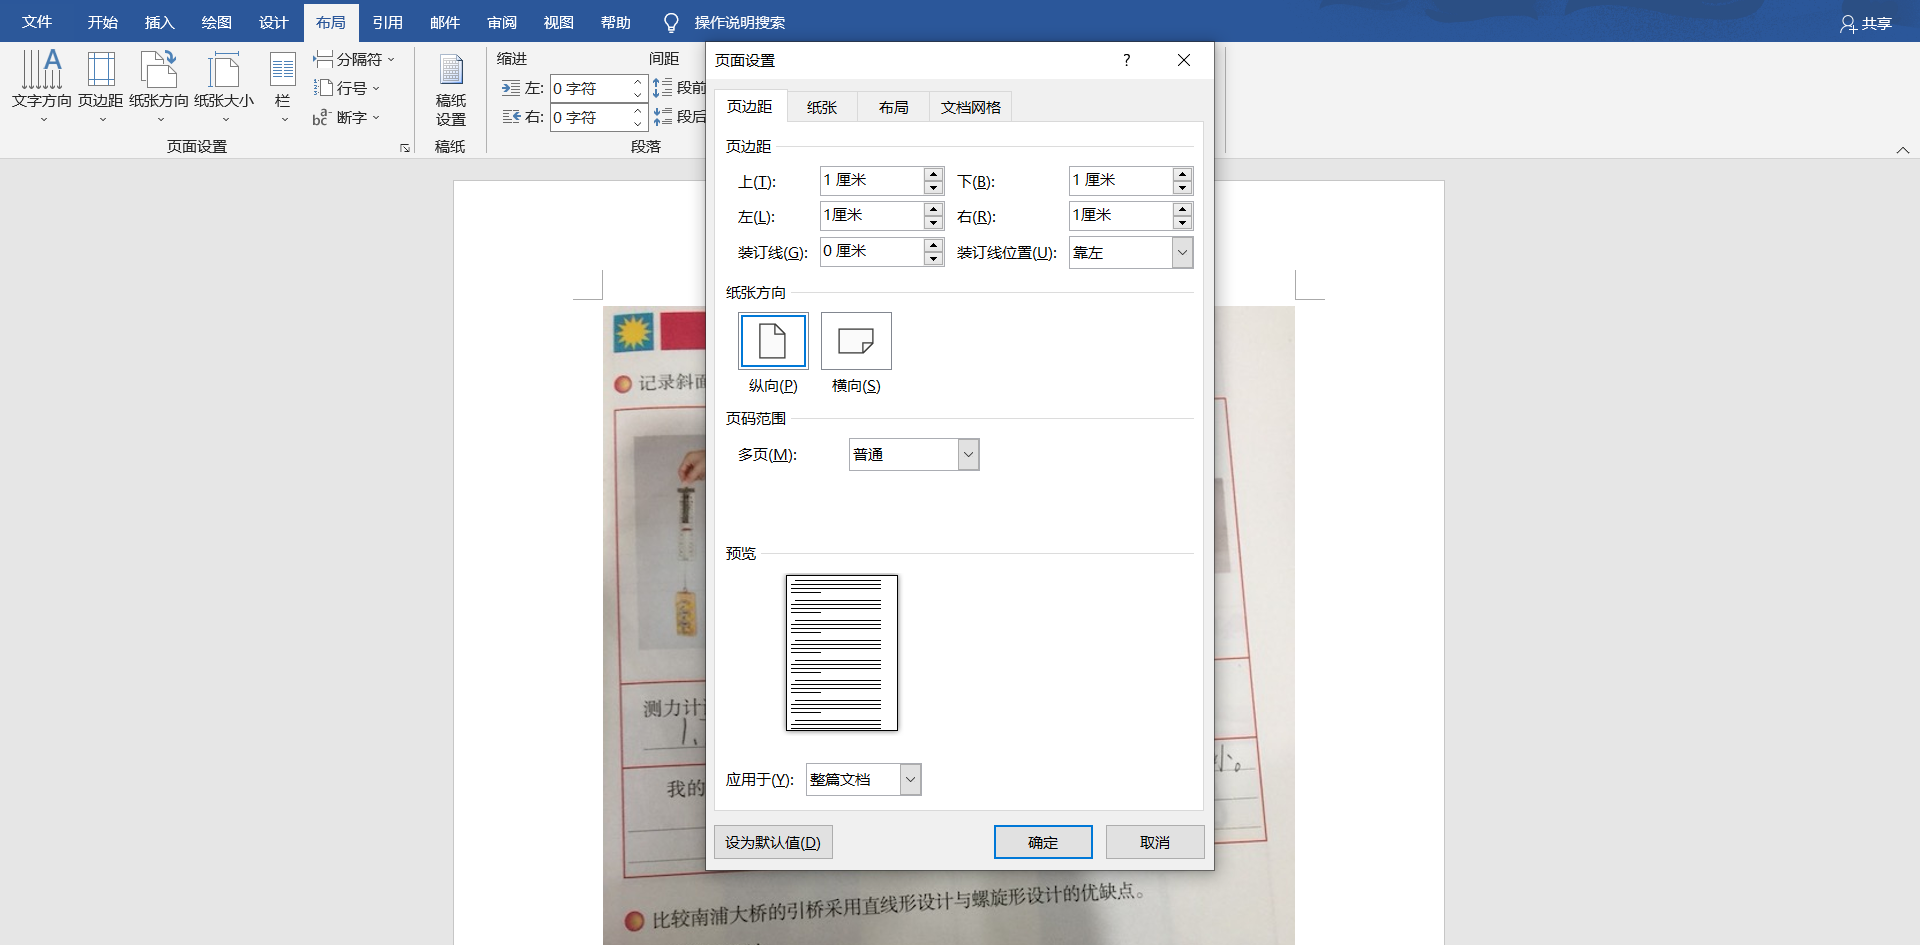 文件 开始 插入 绘图 设计 布局 引用 邮件 审阅 视图 帮助 操作说明搜索 共享
文字方向 页边距 纸张方向 纸张大小 栏
分隔符
行号
断字
页面设置
稿纸
设置
稿纸
缩进 间距
左: 0 字符 段前
右: 0 字符 段后
段落
页面设置 ?
页边距 纸张 布局 文档网格
页边距
上(T): 1 厘米 下(B): 1 厘米
左(L): 1厘米 右(R): 1厘米
装订线(G): 0 厘米 装订线位置(U): 靠左
纸张方向
纵向(P) 横向(S)
页码范围
多页(M): 普通
预览
应用于(Y): 整篇文档
设为默认值(D) 确定 取消
记录斜面
测力计
1.
小。
我的
比较南浦大桥的引桥采用直线形设计与螺旋形设计的优缺点。